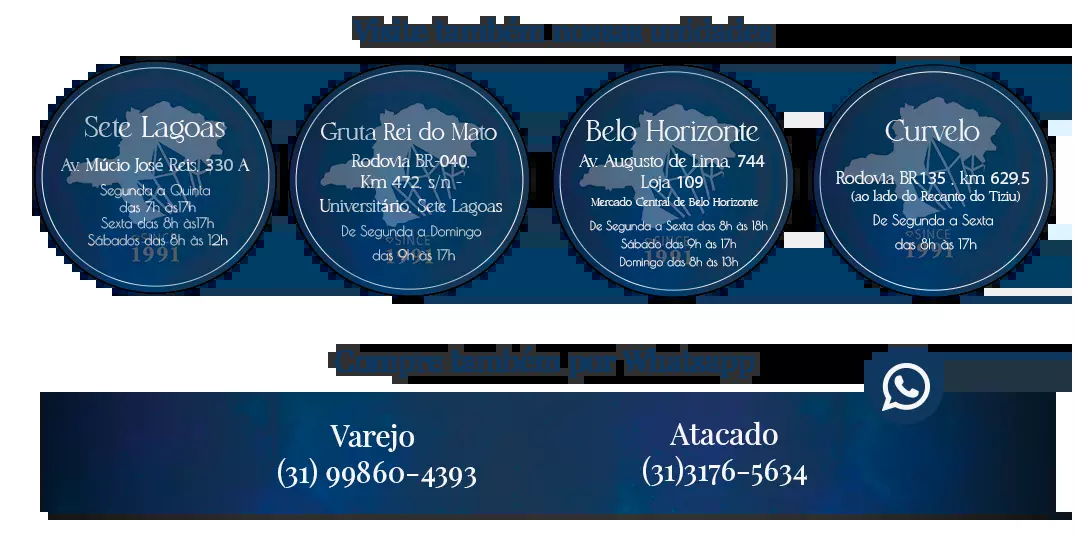 Visite também nossas unidades
Sete Lagoas
Av. Múcio José Reis, 330 A
Segunda a Quinta
das 7h às17h
Sexta das 8h às17h
Sábados das 8h às 12h
SINCE
1991
Gruta Rei do Mato
Rodovia BR-040,
Km 472, s/n -
Universitário, Sete Lagoas
De Segunda a Domingo
das 9h às 17h
SINCE
1991
Belo Horizonte
Av. Augusto de Lima, 744
Loja 109
Mercado Central de Belo Horizonte
De Segunda a Sexta das 8h às 18h
Sábado das 9h às 17h
Domingo das 8h às 13h
SINCE
1991
Curvelo
Rodovia BR135 , km 629,5
(ao lado do Recanto do Tiziu)
De Segunda a Sexta
das 8h às 17h
SINCE
1991
Compre também por Whatsapp
Varejo
(31) 99860-4393
Atacado
(31)3176-5634